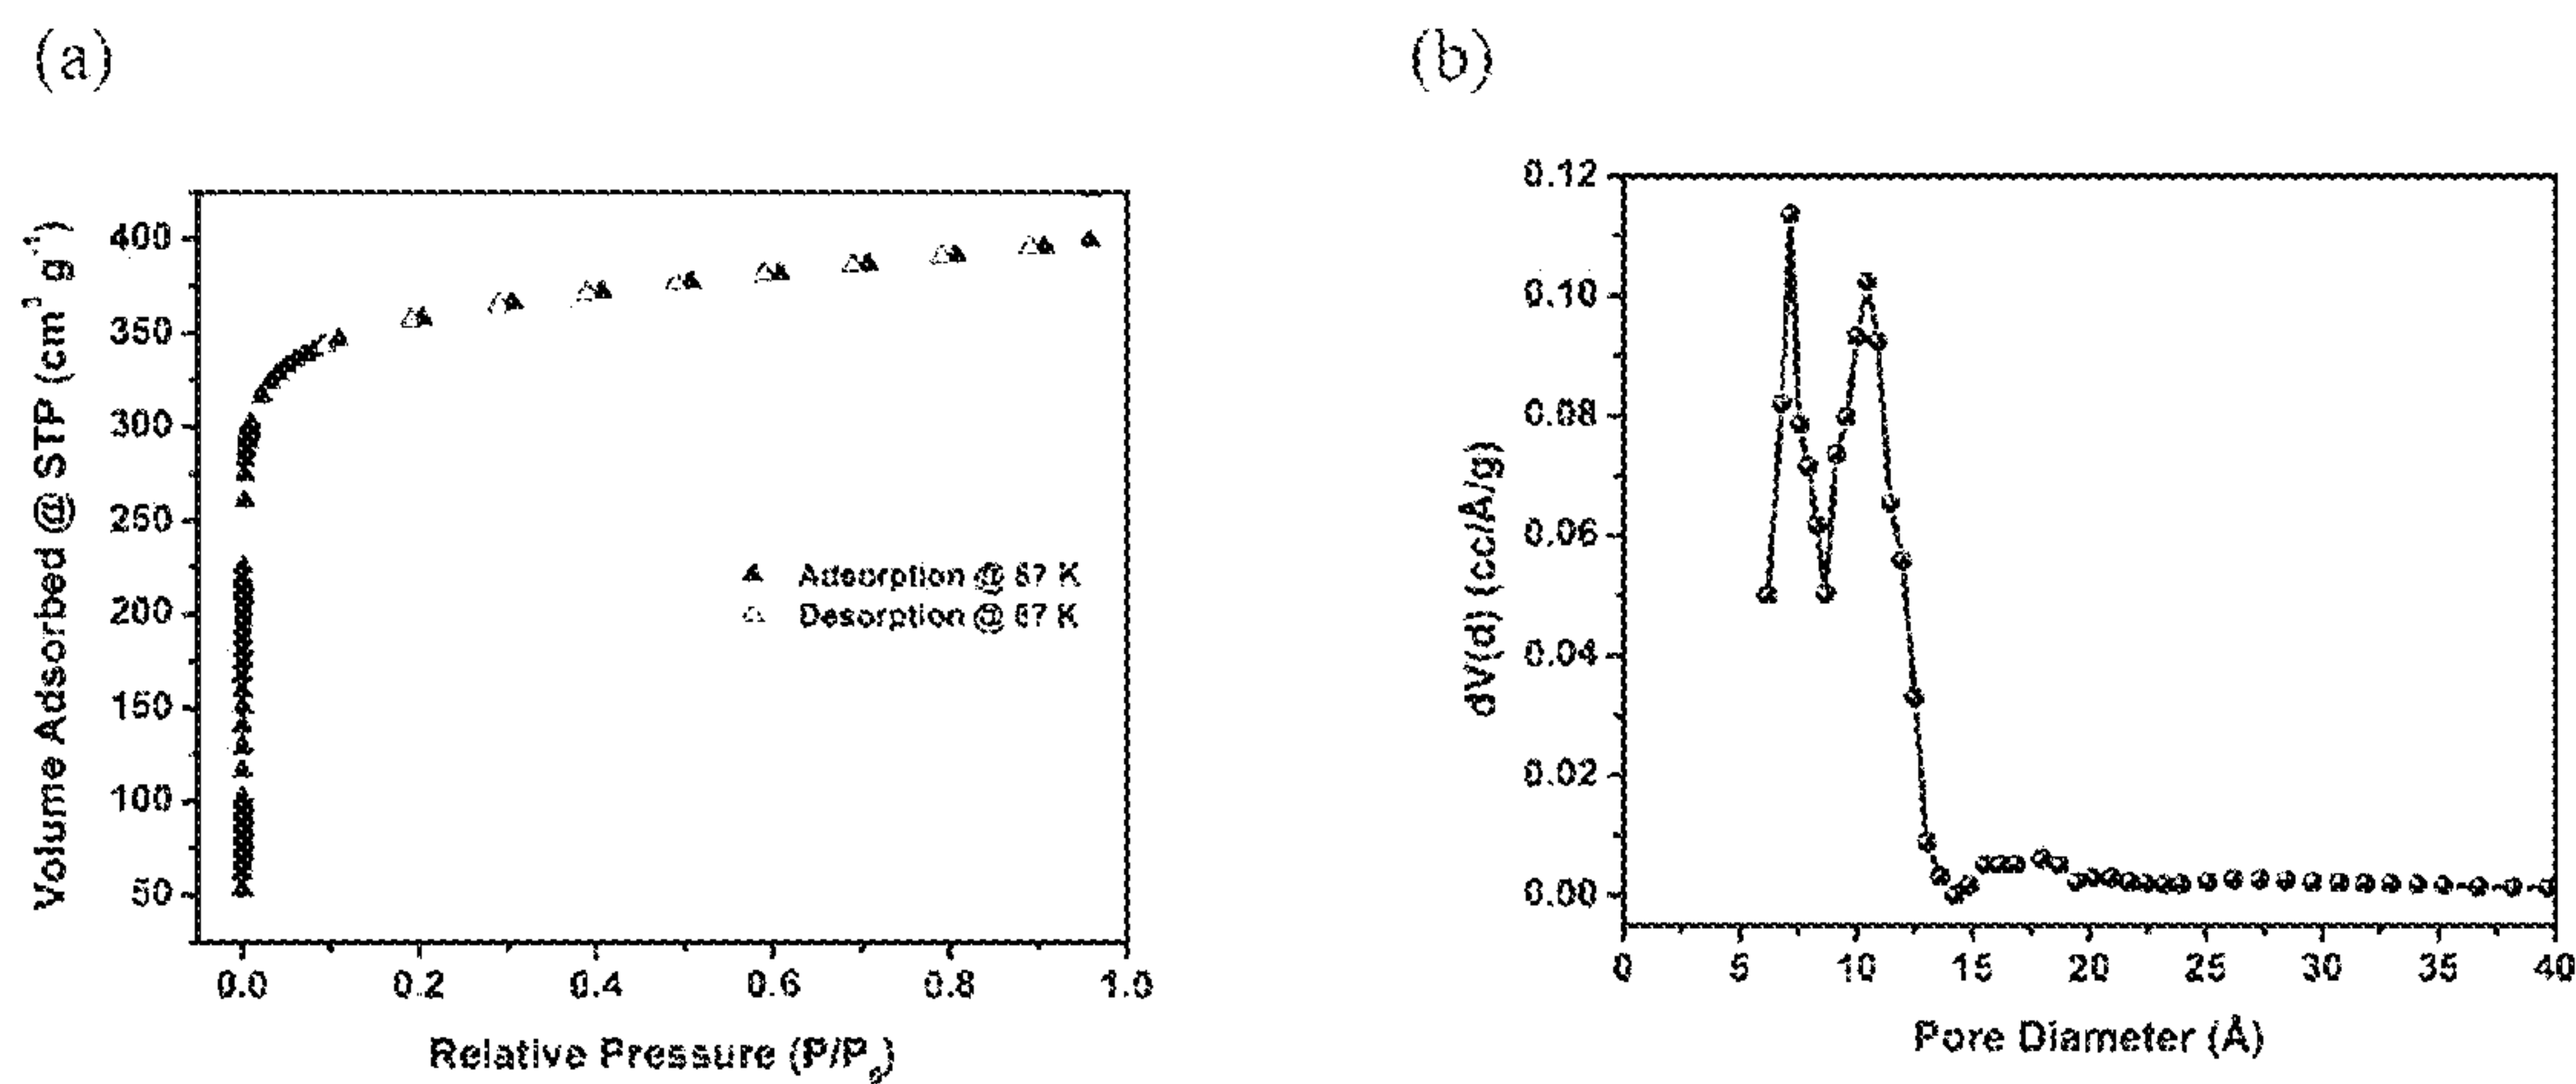 (a)
(b)
Volume Adsorbed @ STP (cm³ g⁻¹)
400
350
300
250
200
150
100
50
Adsorption @ 87 K
Desorption @ 87 K
0.0 0.2 0.4 0.6 0.8 1.0
Relative Pressure (P/P₀)
dV(d) (cc/Å/g)
0.12
0.10
0.08
0.06
0.04
0.02
0.00
0 5 10 15 20 25 30 35 40
Pore Diameter (Å)